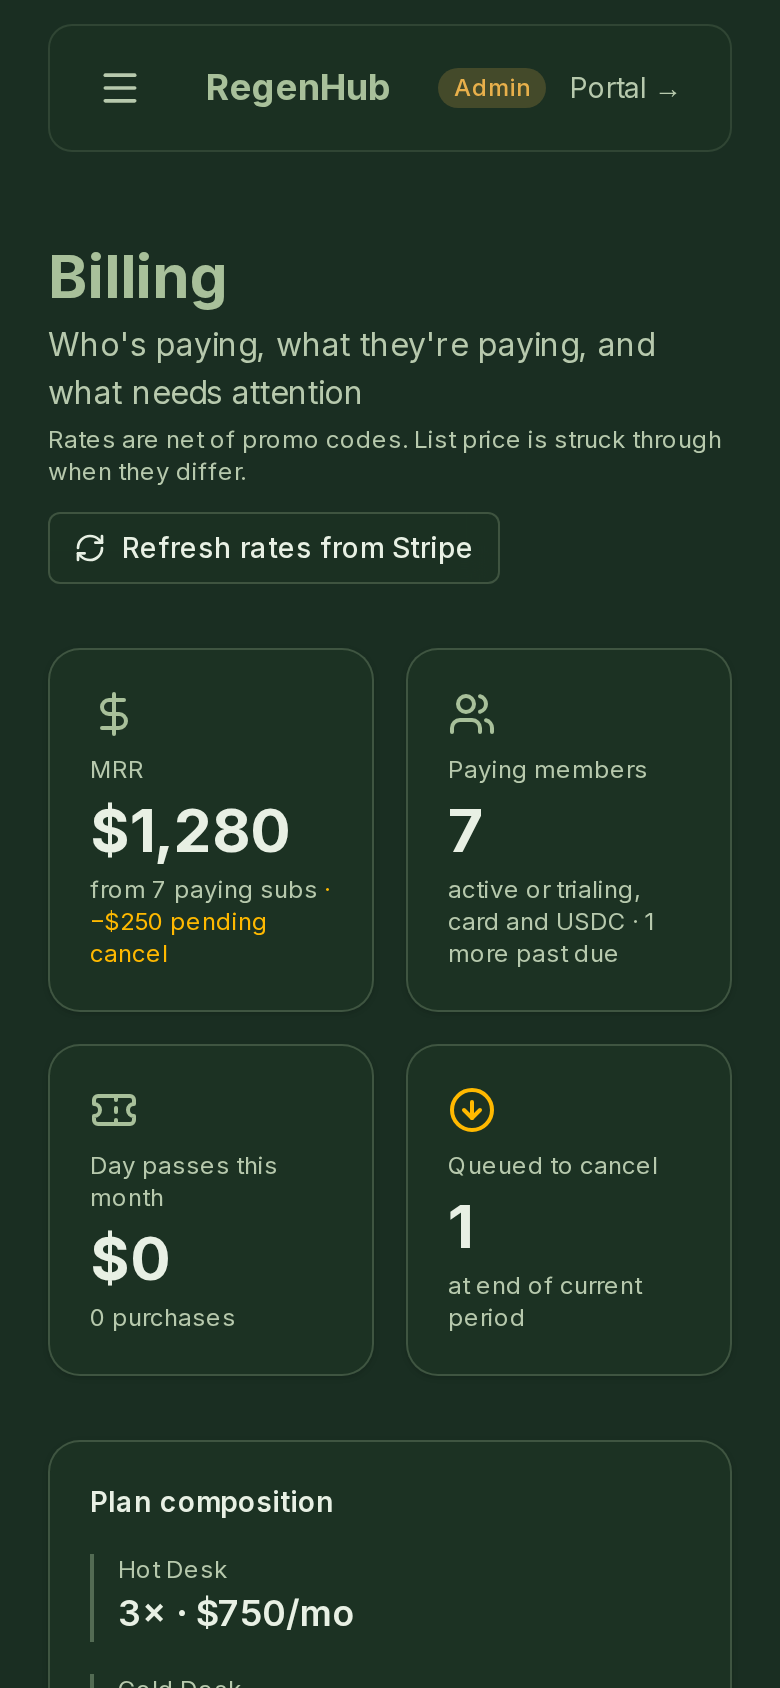 RegenHub Admin Portal →
Billing
Who's paying, what they're paying, and
what needs attention
Rates are net of promo codes. List price is struck through
when they differ.
Refresh rates from Stripe
MRR
$1,280
from 7 paying subs ·
−$250 pending
cancel
Paying members
7
active or trialing,
card and USDC · 1
more past due
Day passes this
month
$0
0 purchases
Queued to cancel
1
at end of current
period
Plan composition
Hot Desk
3× · $750/mo